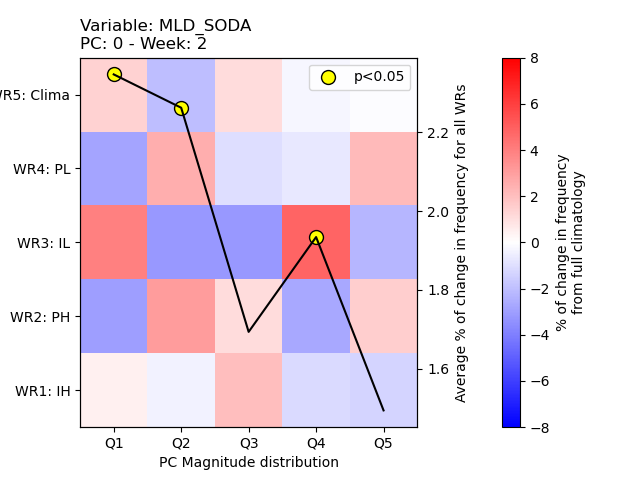 Variable: MLD_SODA
PC: 0 - Week: 2
p<0.05
WR5: Clima
WR4: PL
WR3: IL
WR2: PH
WR1: IH
Q1 Q2 Q3 Q4 Q5
PC Magnitude distribution
2.2
2.0
1.8
1.6
Average % of change in frequency for all WRs
8
6
4
2
0
−2
−4
−6
−8
% of change in frequency
from full climatology